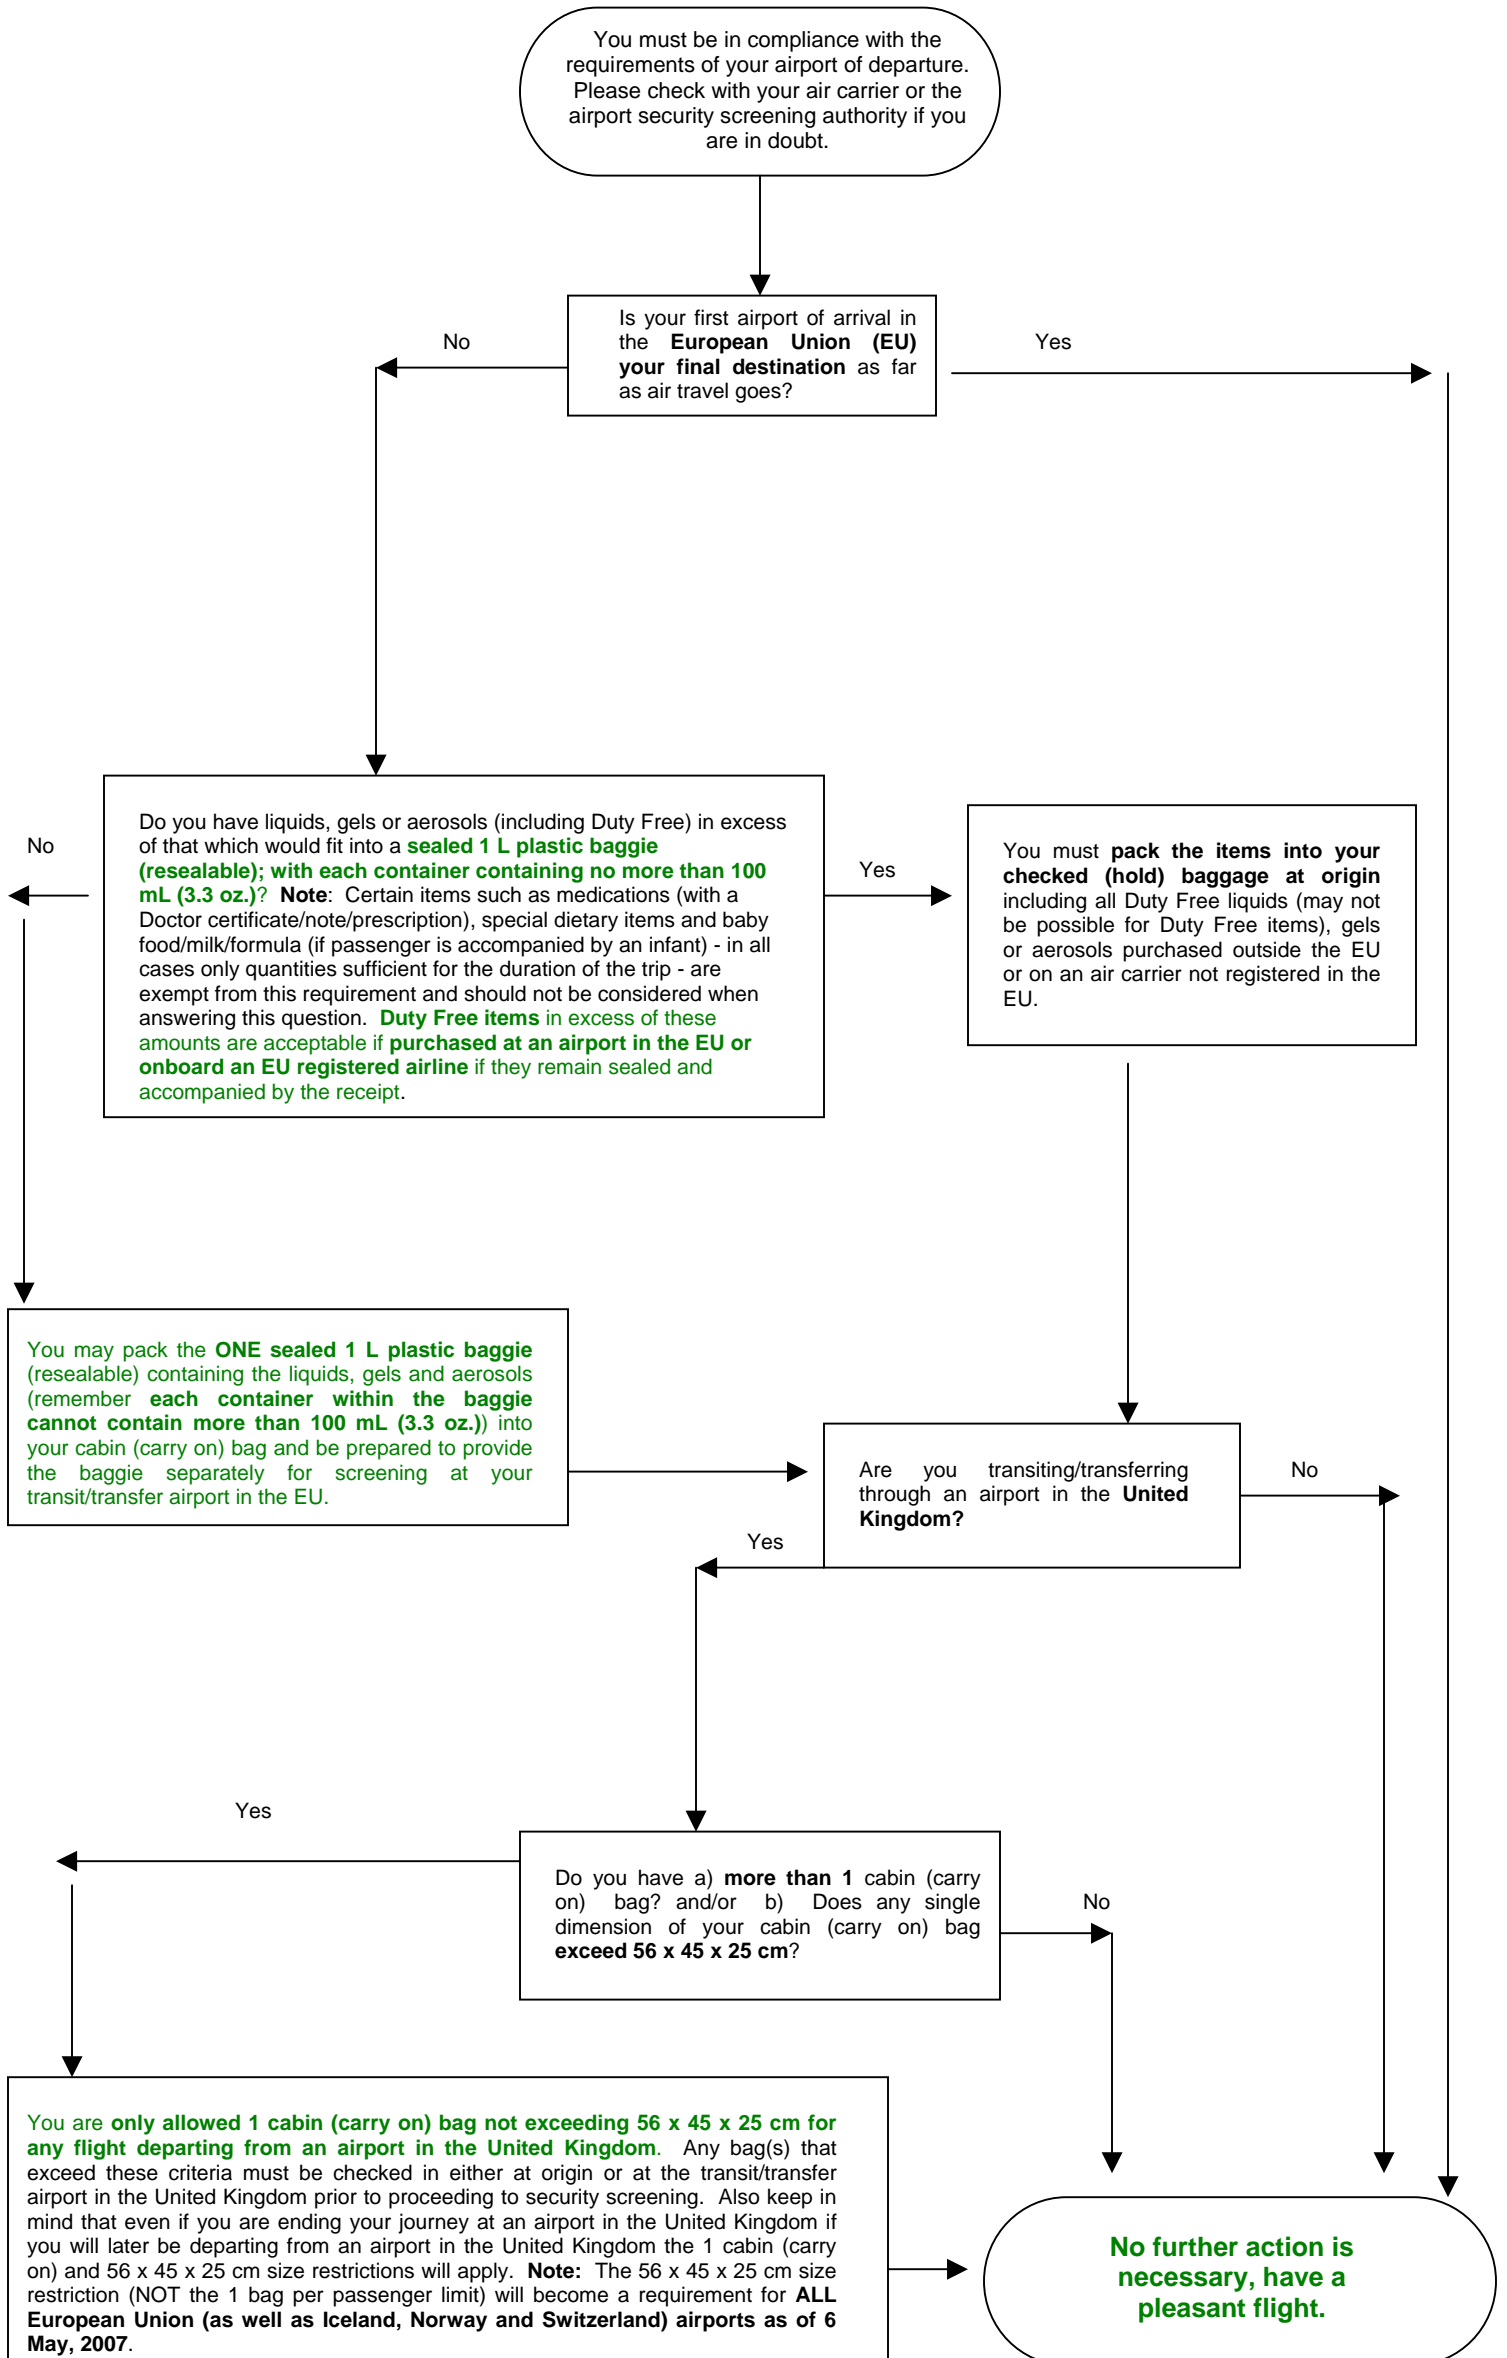 You must be in compliance with the
requirements of your airport of departure.
Please check with your air carrier or the
airport security screening authority if you
are in doubt.
Is your first airport of arrival in
the European Union (EU)
your final destination as far
as air travel goes?
No
Yes
Do you have liquids, gels or aerosols (including Duty Free) in excess
of that which would fit into a sealed 1 L plastic baggie
(resealable); with each container containing no more than 100
mL (3.3 oz.)? Note: Certain items such as medications (with a
Doctor certificate/note/prescription), special dietary items and baby
food/milk/formula (if passenger is accompanied by an infant) - in all
cases only quantities sufficient for the duration of the trip - are
exempt from this requirement and should not be considered when
answering this question. Duty Free items in excess of these
amounts are acceptable if purchased at an airport in the EU or
onboard an EU registered airline if they remain sealed and
accompanied by the receipt.
No
Yes
You must pack the items into your
checked (hold) baggage at origin
including all Duty Free liquids (may not
be possible for Duty Free items), gels
or aerosols purchased outside the EU
or on an air carrier not registered in the
EU.
You may pack the ONE sealed 1 L plastic baggie
(resealable) containing the liquids, gels and aerosols
(remember each container within the baggie
cannot contain more than 100 mL (3.3 oz.)) into
your cabin (carry on) bag and be prepared to provide
the baggie separately for screening at your
transit/transfer airport in the EU.
Are you transiting/transferring
through an airport in the United
Kingdom?
No
Yes
Do you have a) more than 1 cabin (carry
on) bag? and/or b) Does any single
dimension of your cabin (carry on) bag
exceed 56 x 45 x 25 cm?
Yes
No
You are only allowed 1 cabin (carry on) bag not exceeding 56 x 45 x 25 cm for
any flight departing from an airport in the United Kingdom. Any bag(s) that
exceed these criteria must be checked in either at origin or at the transit/transfer
airport in the United Kingdom prior to proceeding to security screening. Also keep in
mind that even if you are ending your journey at an airport in the United Kingdom if
you will later be departing from an airport in the United Kingdom the 1 cabin (carry
on) and 56 x 45 x 25 cm size restrictions will apply. Note: The 56 x 45 x 25 cm size
restriction (NOT the 1 bag per passenger limit) will become a requirement for ALL
European Union (as well as Iceland, Norway and Switzerland) airports as of 6
May, 2007.
No further action is
necessary, have a
pleasant flight.